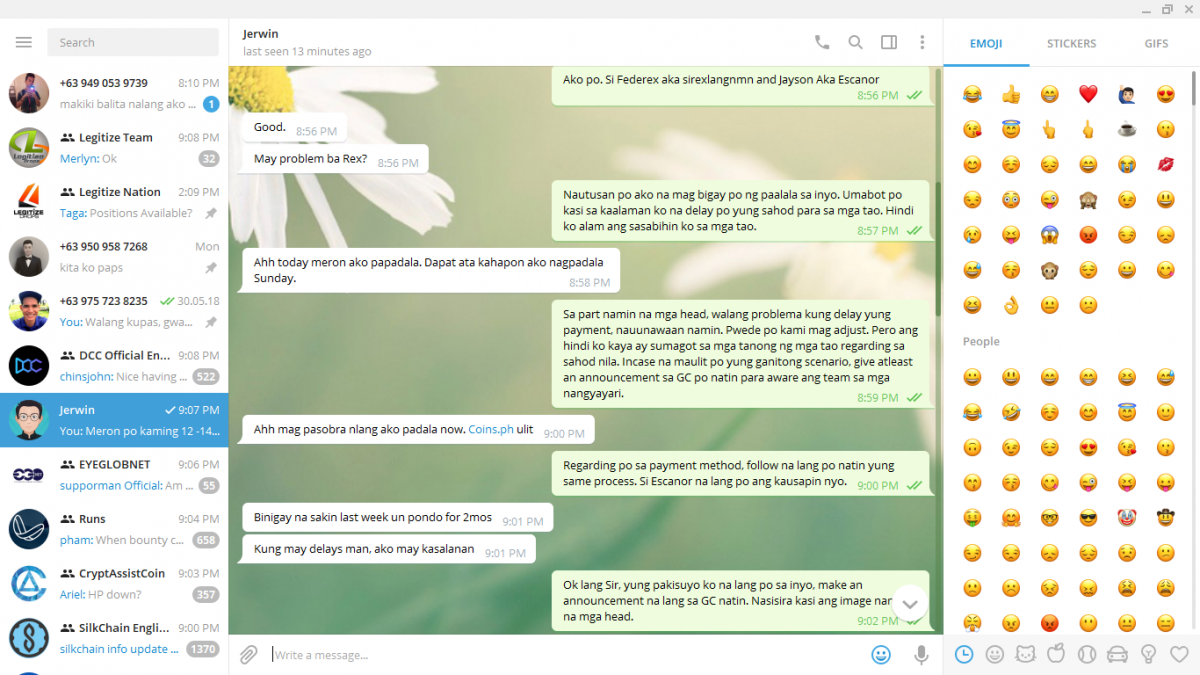 Search
+63 949 053 9739 8:10 PM
makiki balita nalang ako ... 1
Legitize Team 9:08 PM
Merlyn: Ok 32
Legitize Nation 2:09 PM
Taga: Positions Available?
+63 950 958 7268 Mon
kita ko paps
+63 975 723 8235 30.05.18
You: Walang kupas, gwa...
DCC Official En... 9:08 PM
chinsjohn: Nice having ... 522
Jerwin 9:07 PM
You: Meron po kaming 12 -14...
EYEGLOBNET 9:06 PM
supporman Official: Am ... 55
Runs 9:04 PM
pham: When bounty c... 658
CryptAssistCoin 9:03 PM
Ariel: HP down? 357
SilkChain Engli... 9:00 PM
silkchain info update ... 1370
Jerwin
last seen 13 minutes ago
Ako po. Si Federex aka sirexlangnmn and Jayson Aka Escanor
8:56 PM
Good. 8:56 PM
May problem ba Rex? 8:56 PM
Nautusan po ako na mag bigay po ng paalala sa inyo. Umabot po
kasi sa kaalaman ko na delay po yung sahod para sa mga tao. Hindi
ko alam ang sasabihin ko sa mga tao.
8:57 PM
Ahh today meron ako papadala. Dapat ata kahapon ako nagpadala
Sunday.
8:58 PM
Sa part namin na mga head, walang problema kung delay yung
payment, nauunawaan namin. Pwede po kami mag adjust. Pero ang
hindi ko kaya ay sumagot sa mga tanong ng mga tao regarding sa
sahod nila. Incase na maulit po yung ganitong scenario, give atleast
an announcement sa GC po natin para aware ang team sa mga
nangyayari.
8:59 PM
Ahh mag pasobra nlang ako padala now. Coins.ph ulit 9:00 PM
Regarding po sa payment method, follow na lang po natin yung
same process. Si Escanor na lang po ang kausapin nyo. 9:00 PM
Binigay na sakin last week un pondo for 2mos 9:01 PM
Kung may delays man, ako may kasalanan 9:01 PM
Ok lang Sir, yung pakisuyo ko na lang po sa inyo, make an
announcement na lang sa GC natin. Nasisira kasi ang image
na mga head.
9:02 PM
Write a message...
EMOJI STICKERS GIFS
People